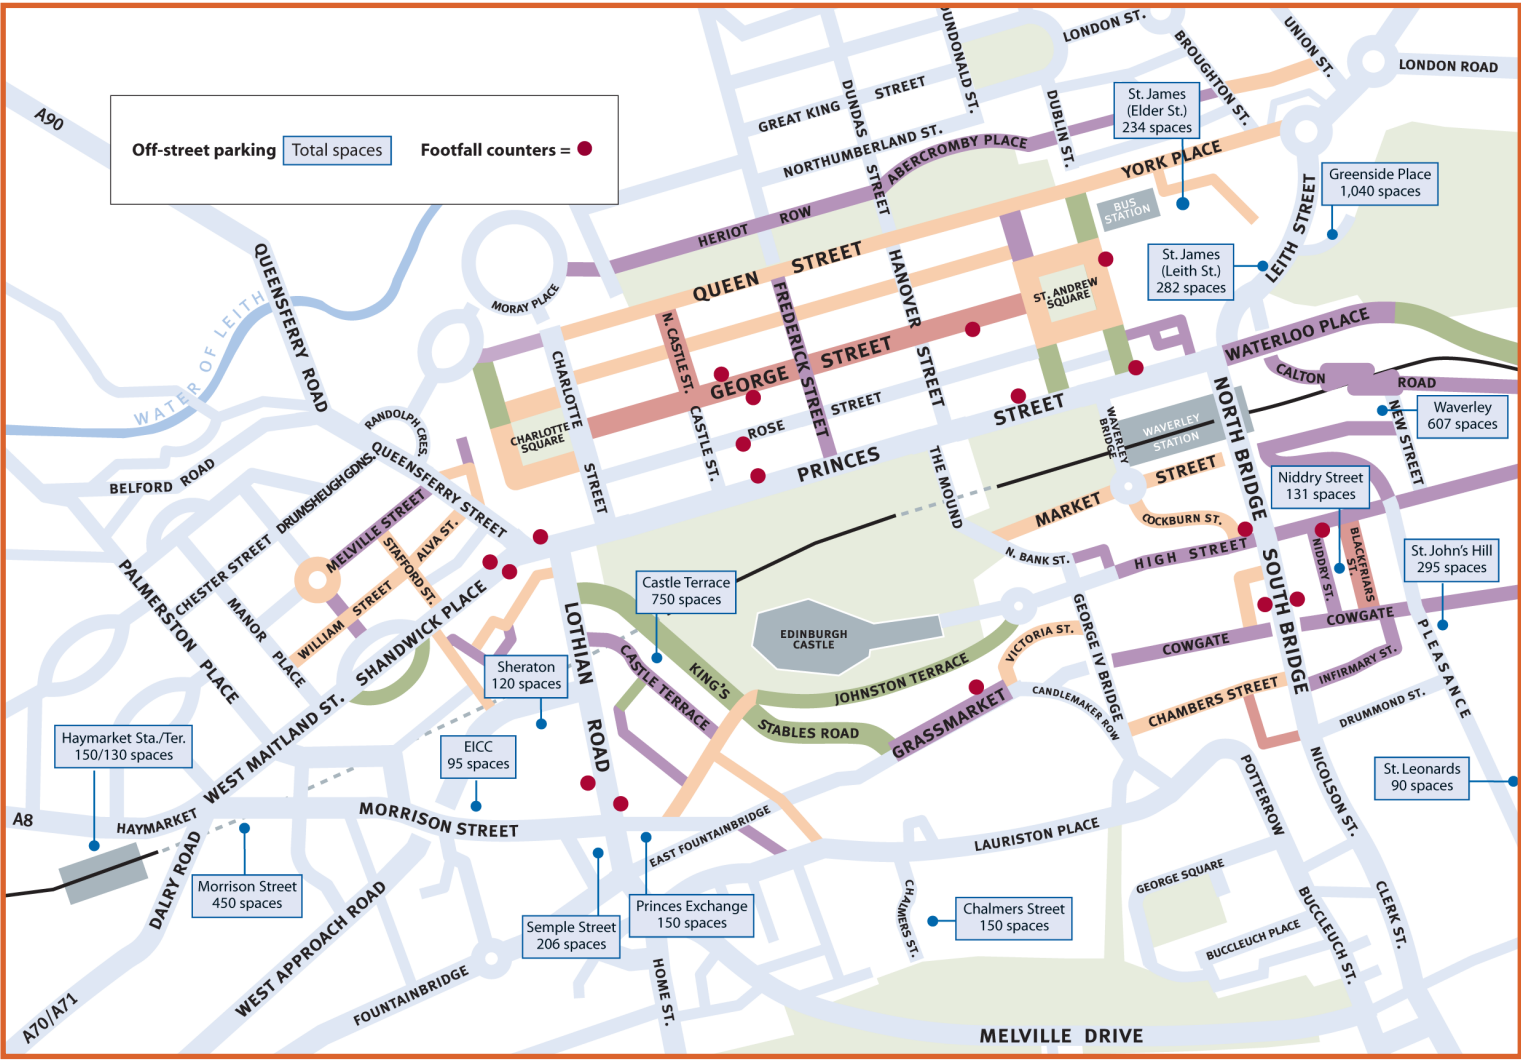 Off-street parking
Total spaces
Footfall counters =
A90
UNDONALD ST.
LONDON ST.
BROUGHTON ST.
UNION ST.
LONDON ROAD
GREAT KING STREET
DUNDAS STREET
DUBLIN ST.
St. James
(Elder St.)
234 spaces
NORTHUMBERLAND ST.
ABERCROMBY PLACE
YORK PLACE
HERIOT ROW
BUS
STATION
Greenside Place
1,040 spaces
LEITH STREET
St. James
(Leith St.)
282 spaces
QUEENSFERRY ROAD
WATER OF LEITH
MORAY PLACE
QUEEN STREET
HANOVER STREET
FREDERICK STREET
ST. ANDREW
SQUARE
N. CASTLE ST.
GEORGE STREET
CHARLOTTE STREET
CHARLOTTE
SQUARE
CASTLE ST.
ROSE STREET
PRINCES STREET
WATERLOO PLACE
CALTON ROAD
NEW STREET
Waverley
607 spaces
WAVERLEY
BRIDGE
WAVERLEY
STATION
NORTH BRIDGE
RANDOLPH CRES.
QUEENSFERRY STREET
BELFORD ROAD
DRUMSHEUGH GDNS.
CHESTER STREET
MELVILLE STREET
ALVA ST.
STAFFORD ST.
WILLIAM STREET
PALMERSTON PLACE
MANOR PLACE
SHANDWICK PLACE
WEST MAITLAND ST.
THE MOUND
MARKET STREET
COCKBURN ST.
N. BANK ST.
HIGH STREET
Niddry Street
131 spaces
NIDDRY ST.
BLACKFRIARS
ST.
St. John's Hill
295 spaces
SOUTH BRIDGE
COWGATE
COWGATE
INFIRMARY ST.
PLEASANCE
DRUMMOND ST.
Castle Terrace
750 spaces
EDINBURGH
CASTLE
LOTHIAN ROAD
CASTLE TERRACE
KING'S STABLES ROAD
JOHNSTON TERRACE
GRASSMARKET
VICTORIA ST.
GEORGE IV BRIDGE
CANDLEMAKER ROW
CHAMBERS STREET
Sheraton
120 spaces
EICC
95 spaces
Haymarket Sta./Ter.
150/130 spaces
A8
HAYMARKET
MORRISON STREET
DALRY ROAD
Morrison Street
450 spaces
WEST APPROACH ROAD
A70/A71
FOUNTAINBRIDGE
EAST FOUNTAINBRIDGE
Semple Street
206 spaces
Princes Exchange
150 spaces
HOME ST.
LAURISTON PLACE
CHALMERS ST.
Chalmers Street
150 spaces
St. Leonards
90 spaces
POTTERROW
NICOLSON ST.
GEORGE SQUARE
BUCCLEUCH PLACE
BUCCLEUCH ST.
CLERK ST.
MELVILLE DRIVE